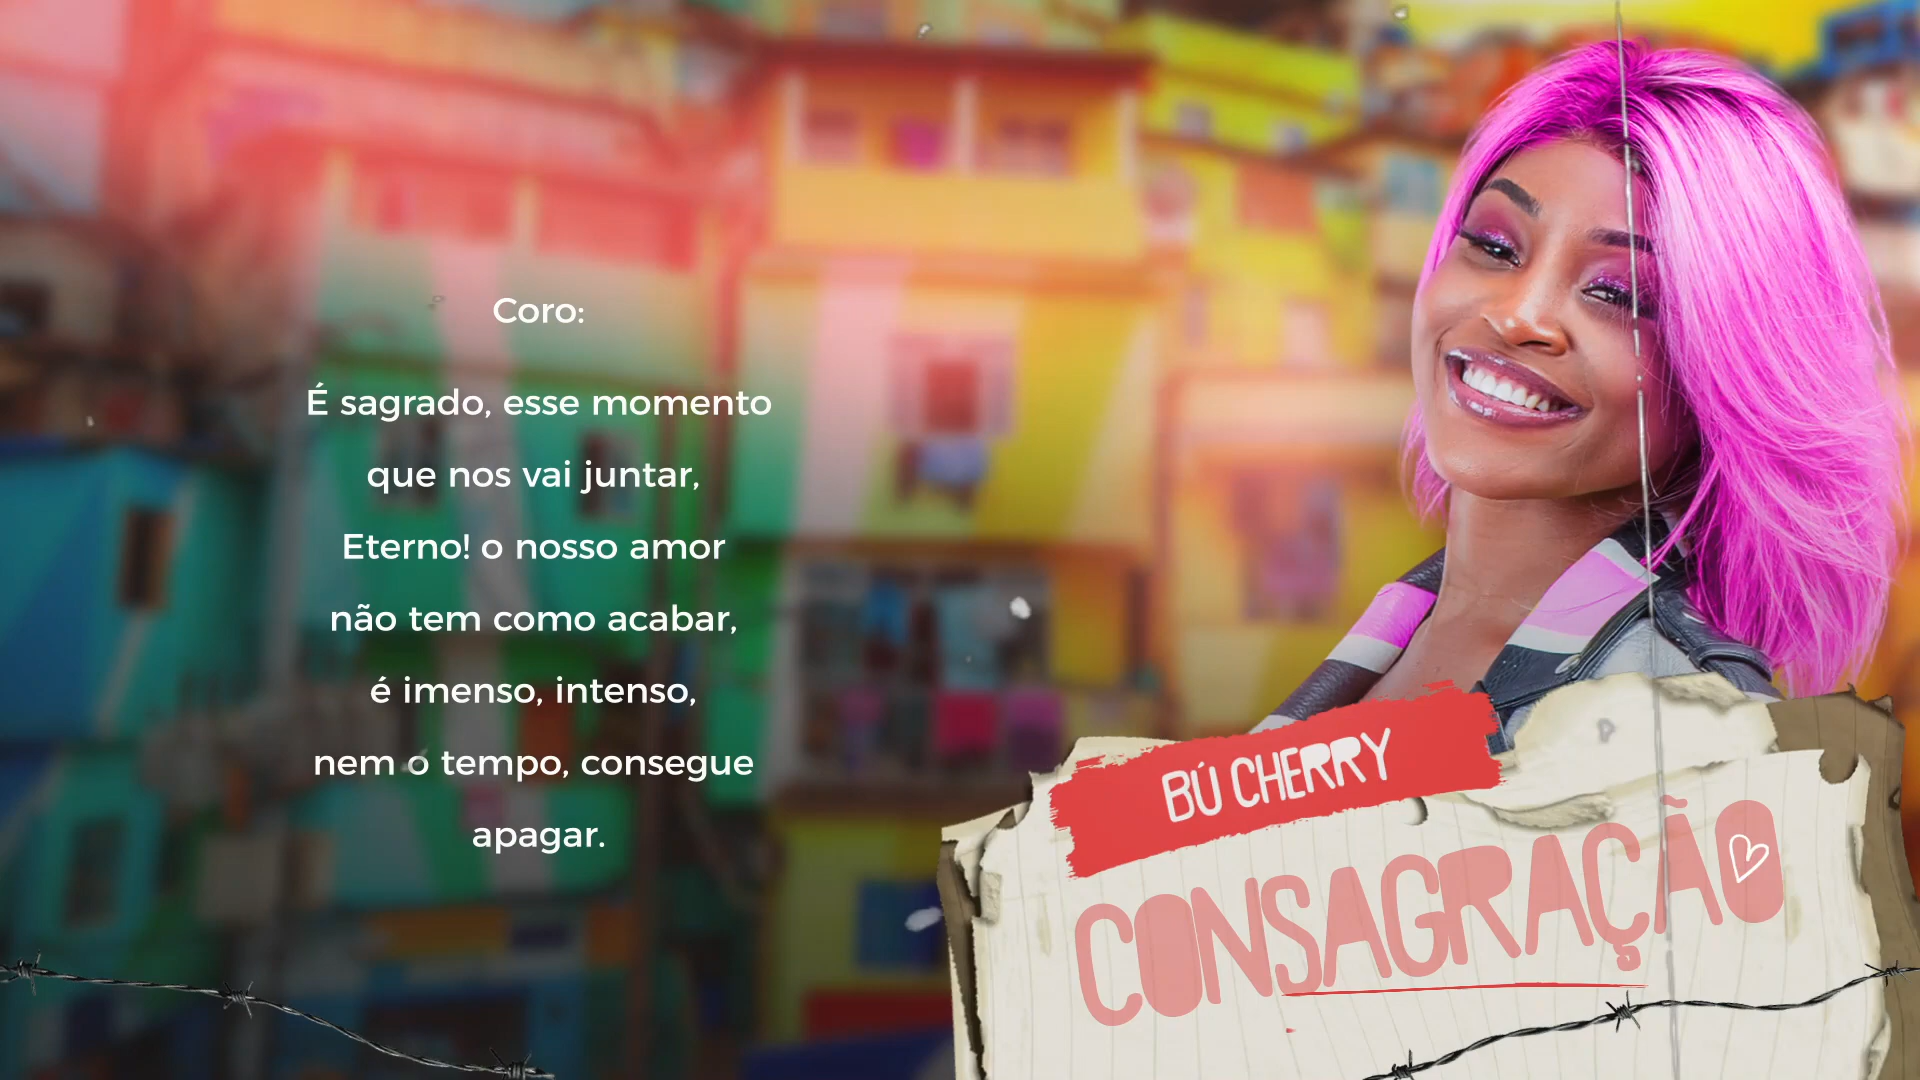 Coro:
É sagrado, esse momento
que nos vai juntar,
Eterno! o nosso amor
não tem como acabar,
é imenso, intenso,
nem o tempo, consegue
apagar.
BÚ CHERRY
CONSAGRAÇÃO